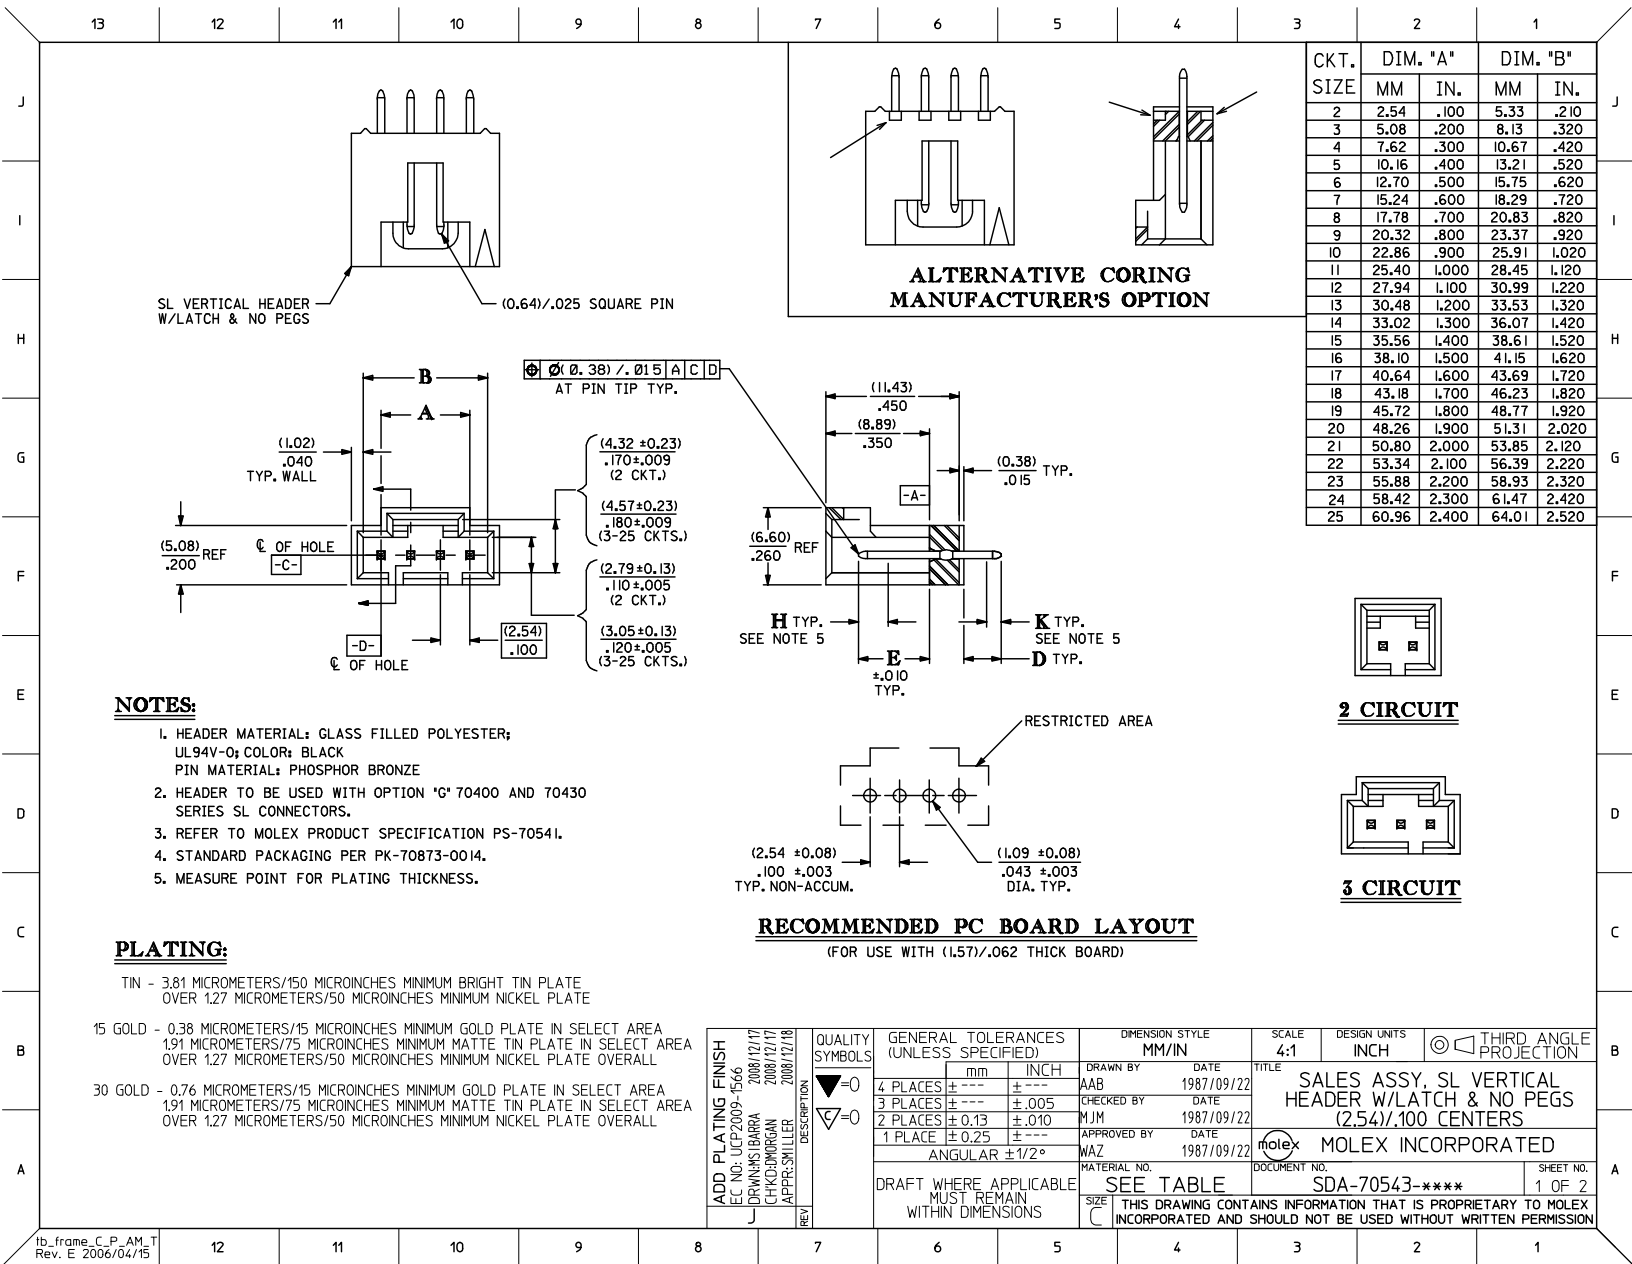 13 12 11 10 9 8 7 6 5 4 3 2 1
J
I
H
G
F
E
D
C
B
A
SL VERTICAL HEADER
W/LATCH & NO PEGS
(0.64)/.025 SQUARE PIN
ALTERNATIVE CORING
MANUFACTURER'S OPTION
CKT. SIZE DIM. "A" DIM. "B"
MM IN. MM IN.
2 2.54 .100 5.33 .210
3 5.08 .200 8.13 .320
4 7.62 .300 10.67 .420
5 10.16 .400 13.21 .520
6 12.70 .500 15.75 .620
7 15.24 .600 18.29 .720
8 17.78 .700 20.83 .820
9 20.32 .800 23.37 .920
10 22.86 .900 25.91 1.020
11 25.40 1.000 28.45 1.120
12 27.94 1.100 30.99 1.220
13 30.48 1.200 33.53 1.320
14 33.02 1.300 36.07 1.420
15 35.56 1.400 38.61 1.520
16 38.10 1.500 41.15 1.620
17 40.64 1.600 43.69 1.720
18 43.18 1.700 46.23 1.820
19 45.72 1.800 48.77 1.920
20 48.26 1.900 51.31 2.020
21 50.80 2.000 53.85 2.120
22 53.34 2.100 56.39 2.220
23 55.88 2.200 58.93 2.320
24 58.42 2.300 61.47 2.420
25 60.96 2.400 64.01 2.520
B
A
(1.02)
.040
TYP. WALL
(5.08)
.200
REF
℄ OF HOLE
-C-
-D-
℄ OF HOLE
(2.54)
.100
(4.32 ±0.23)
.170±.009
(2 CKT.)
(4.57±0.23)
.180±.009
(3-25 CKTS.)
(2.79±0.13)
.110±.005
(2 CKT.)
(3.05±0.13)
.120±.005
(3-25 CKTS.)
⌖ Ø(0.38)/.015 A C D
AT PIN TIP TYP.
(11.43)
.450
(8.89)
.350
(0.38)
.015
TYP.
-A-
(6.60)
.260
REF
H TYP.
SEE NOTE 5
K TYP.
SEE NOTE 5
E
±.010
TYP.
D TYP.
2 CIRCUIT
3 CIRCUIT
RESTRICTED AREA
(2.54 ±0.08)
.100 ±.003
TYP. NON-ACCUM.
(1.09 ±0.08)
.043 ±.003
DIA. TYP.
RECOMMENDED PC BOARD LAYOUT
(FOR USE WITH (1.57)/.062 THICK BOARD)
NOTES:
1. HEADER MATERIAL: GLASS FILLED POLYESTER;
UL94V-0; COLOR: BLACK
PIN MATERIAL: PHOSPHOR BRONZE
2. HEADER TO BE USED WITH OPTION "G" 70400 AND 70430
SERIES SL CONNECTORS.
3. REFER TO MOLEX PRODUCT SPECIFICATION PS-70541.
4. STANDARD PACKAGING PER PK-70873-0014.
5. MEASURE POINT FOR PLATING THICKNESS.
PLATING:
TIN - 3.81 MICROMETERS/150 MICROINCHES MINIMUM BRIGHT TIN PLATE
OVER 1.27 MICROMETERS/50 MICROINCHES MINIMUM NICKEL PLATE
15 GOLD - 0.38 MICROMETERS/15 MICROINCHES MINIMUM GOLD PLATE IN SELECT AREA
1.91 MICROMETERS/75 MICROINCHES MINIMUM MATTE TIN PLATE IN SELECT AREA
OVER 1.27 MICROMETERS/50 MICROINCHES MINIMUM NICKEL PLATE OVERALL
30 GOLD - 0.76 MICROMETERS/15 MICROINCHES MINIMUM GOLD PLATE IN SELECT AREA
1.91 MICROMETERS/75 MICROINCHES MINIMUM MATTE TIN PLATE IN SELECT AREA
OVER 1.27 MICROMETERS/50 MICROINCHES MINIMUM NICKEL PLATE OVERALL
ADD PLATING FINISH
EC NO: UCP2009-1566
DRWN:MSIBARRA 2008/12/17
CH'KD:DMORGAN 2008/12/17
APPR:SMILLER 2008/12/18
J
REV DESCRIPTION
QUALITY
SYMBOLS
=0
C =0
GENERAL TOLERANCES
(UNLESS SPECIFIED)
mm INCH
4 PLACES ±--- ±---
3 PLACES ±--- ±.005
2 PLACES ±0.13 ±.010
1 PLACE ±0.25 ±---
ANGULAR ±1/2°
DRAFT WHERE APPLICABLE
MUST REMAIN
WITHIN DIMENSIONS
DIMENSION STYLE
MM/IN
SCALE
4:1
DESIGN UNITS
INCH
THIRD ANGLE
PROJECTION
DRAWN BY DATE
AAB 1987/09/22
CHECKED BY DATE
MJM 1987/09/22
APPROVED BY DATE
WAZ 1987/09/22
TITLE
SALES ASSY, SL VERTICAL
HEADER W/LATCH & NO PEGS
(2.54)/.100 CENTERS
molex MOLEX INCORPORATED
MATERIAL NO.
SEE TABLE
DOCUMENT NO.
SDA-70543-****
SHEET NO.
1 OF 2
SIZE
C
THIS DRAWING CONTAINS INFORMATION THAT IS PROPRIETARY TO MOLEX
INCORPORATED AND SHOULD NOT BE USED WITHOUT WRITTEN PERMISSION
J
I
H
G
F
E
D
C
B
A
tb_frame_C_P_AM_T
Rev. E 2006/04/15
12 11 10 9 8 7 6 5 4 3 2 1